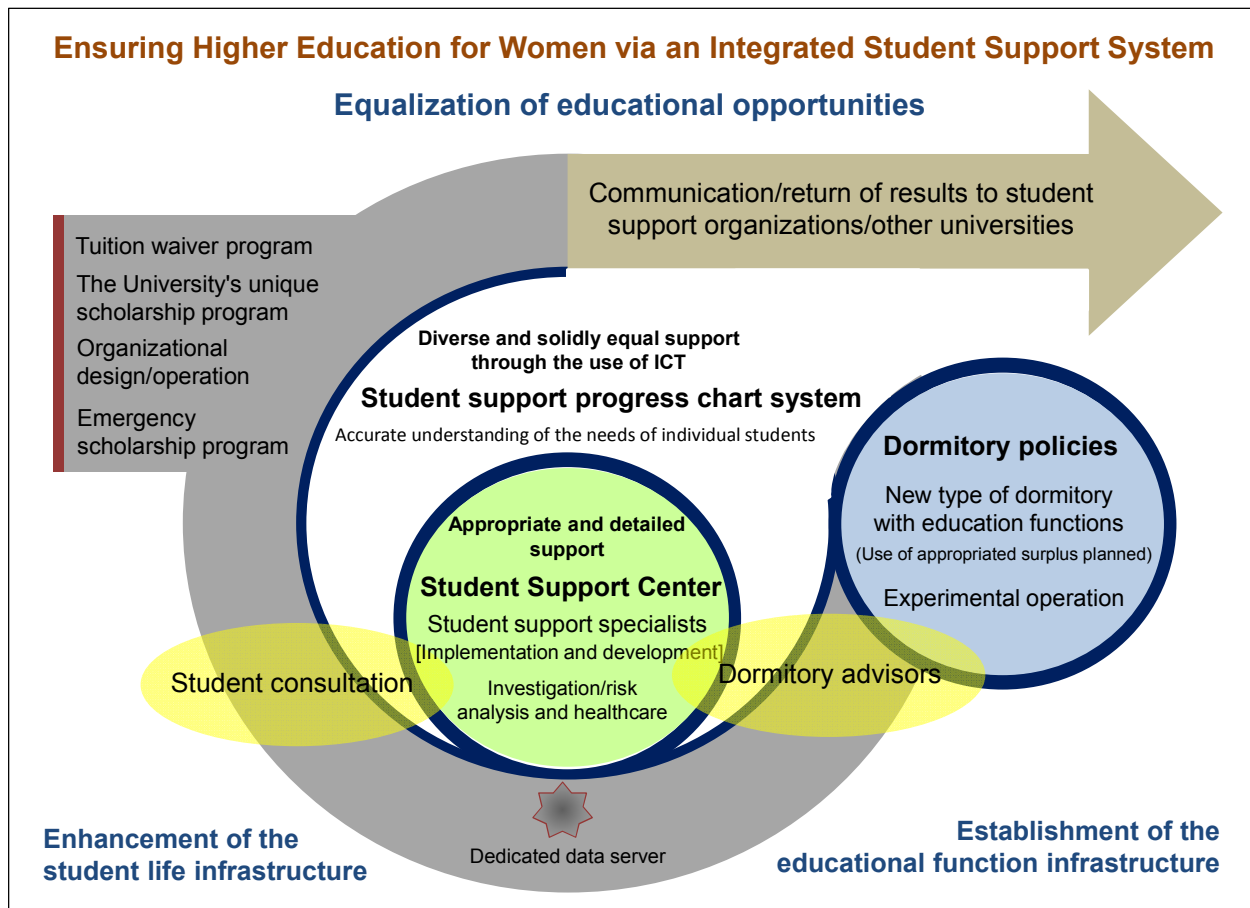 Ensuring Higher Education for Women via an Integrated Student Support System
Equalization of educational opportunities
Communication/return of results to student
support organizations/other universities
Tuition waiver program
The University's unique
scholarship program
Organizational
design/operation
Emergency
scholarship program
Diverse and solidly equal support
through the use of ICT
Student support progress chart system
Accurate understanding of the needs of individual students
Dormitory policies
New type of dormitory
with education functions
(Use of appropriated surplus planned)
Experimental operation
Appropriate and detailed
support
Student Support Center
Student support specialists
[Implementation and development]
Investigation/risk
analysis and healthcare
Student consultation
Dormitory advisors
Dedicated data server
Enhancement of the
student life infrastructure
Establishment of the
educational function infrastructure